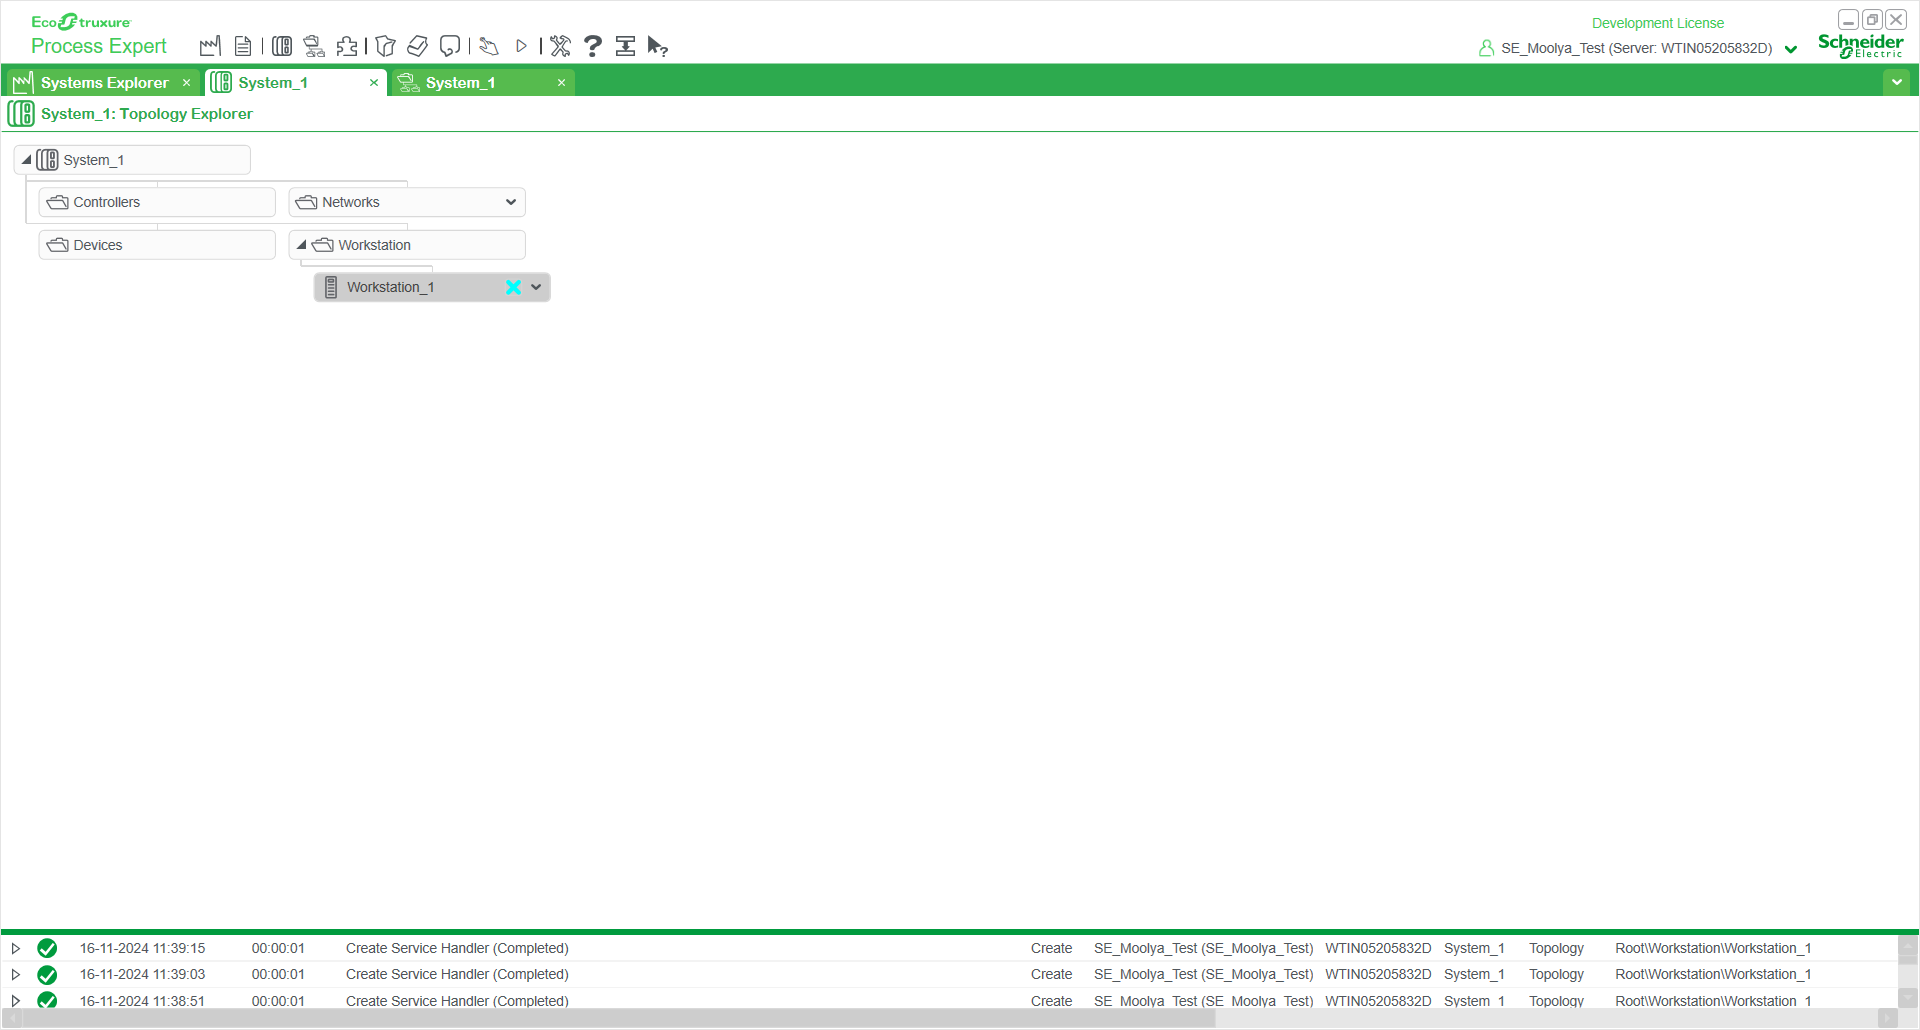 EcoStruxure
Process Expert
Development License
SE_Moolya_Test (Server: WTIN05205832D)
Schneider Electric
Systems Explorer
System_1
System_1
System_1: Topology Explorer
System_1
Controllers
Networks
Devices
Workstation
Workstation_1
16-11-2024 11:39:15 00:00:01 Create Service Handler (Completed) Create SE_Moolya_Test (SE_Moolya_Test) WTIN05205832D System_1 Topology Root\Workstation\Workstation_1
16-11-2024 11:39:03 00:00:01 Create Service Handler (Completed) Create SE_Moolya_Test (SE_Moolya_Test) WTIN05205832D System_1 Topology Root\Workstation\Workstation_1
16-11-2024 11:38:51 00:00:01 Create Service Handler (Completed) Create SE_Moolya_Test (SE_Moolya_Test) WTIN05205832D System_1 Topology Root\Workstation\Workstation_1